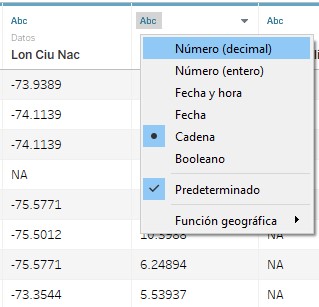 Abc Abc Abc
Datos
Lon Ciu Nac
-73.9389
-74.1139
-74.1139
NA
-75.5771
-75.5012 10.3988 NA
-75.5771 6.24894 NA
-73.3544 5.53937 NA
Número (decimal)
Número (entero)
Fecha y hora
Fecha
Cadena
Booleano
Predeterminado
Función geográfica